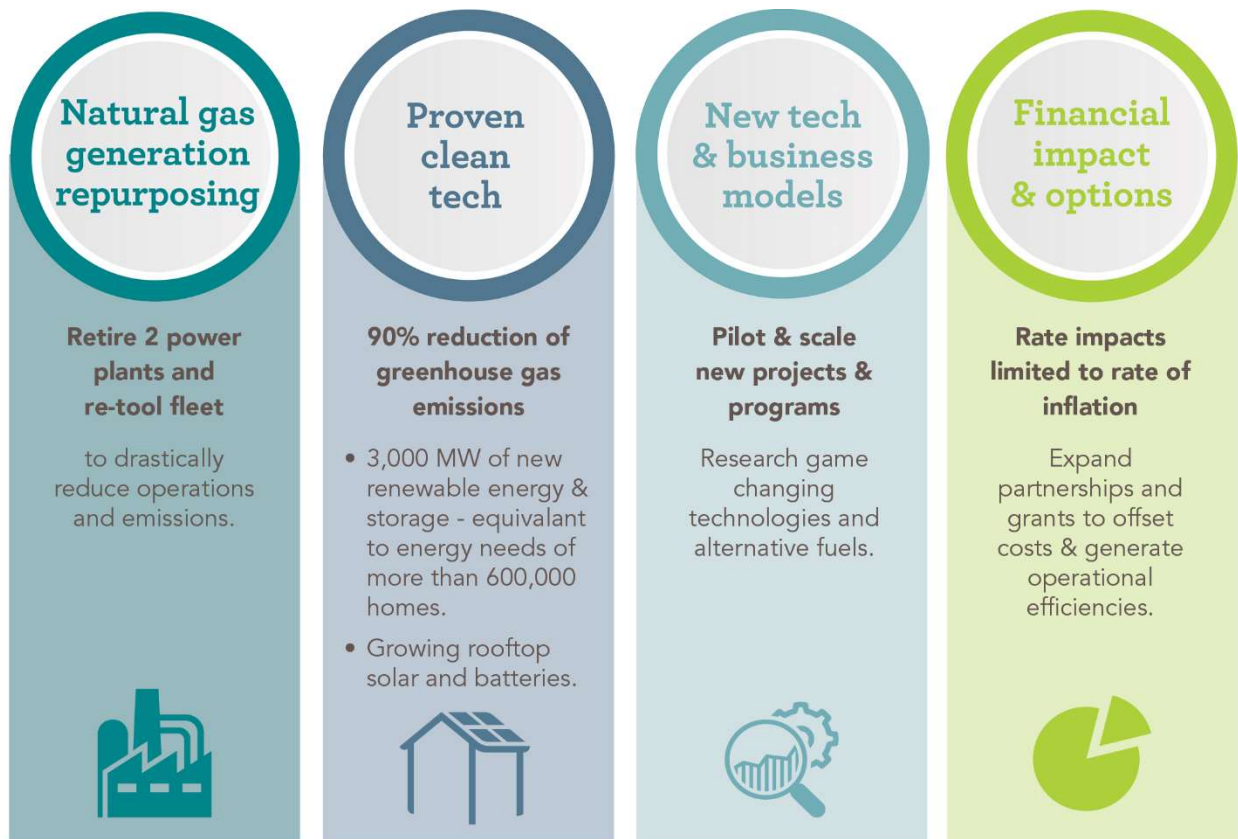 Natural gas
generation
repurposing
Retire 2 power
plants and
re-tool fleet
to drastically
reduce operations
and emissions.
Proven
clean
tech
90% reduction of
greenhouse gas
emissions
• 3,000 MW of new
renewable energy &
storage - equivalant
to energy needs of
more than 600,000
homes.
• Growing rooftop
solar and batteries.
New tech
& business
models
Pilot & scale
new projects &
programs
Research game
changing
technologies and
alternative fuels.
Financial
impact
& options
Rate impacts
limited to rate of
inflation
Expand
partnerships and
grants to offset
costs & generate
operational
efficiencies.